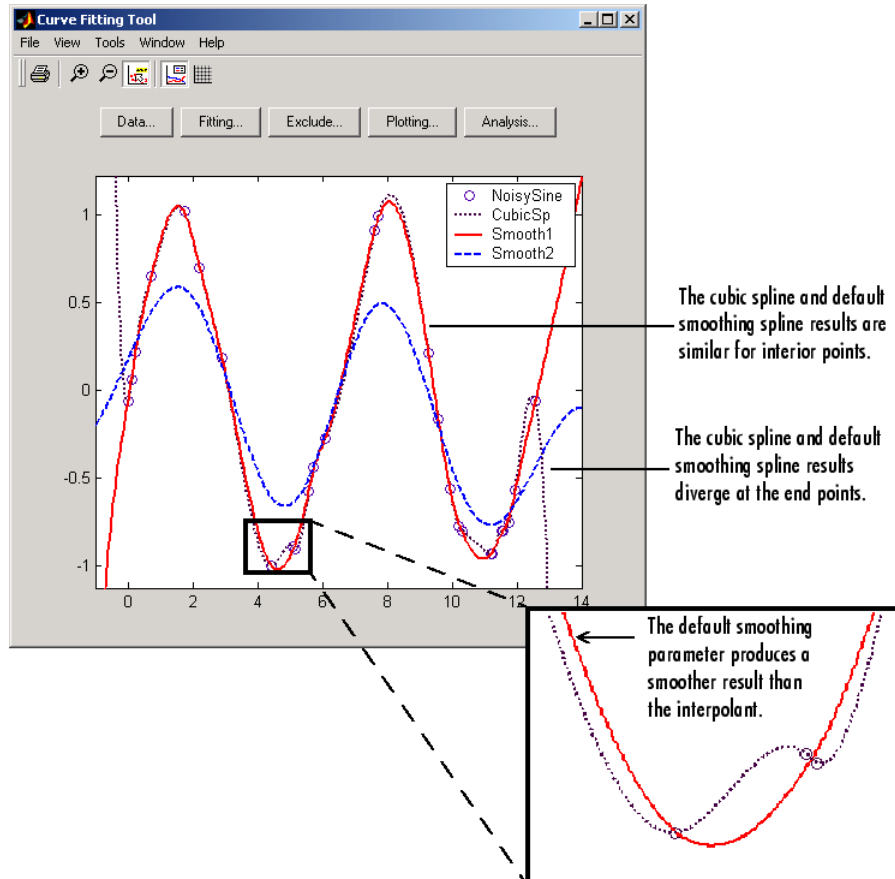 Curve Fitting Tool
File View Tools Window Help
Data... Fitting... Exclude... Plotting... Analysis...
NoisySine
CubicSp
Smooth1
Smooth2
1
0.5
0
-0.5
-1
0 2 4 6 8 10 12 14
The cubic spline and default
smoothing spline results are
similar for interior points.
The cubic spline and default
smoothing spline results
diverge at the end points.
The default smoothing
parameter produces a
smoother result than
the interpolant.